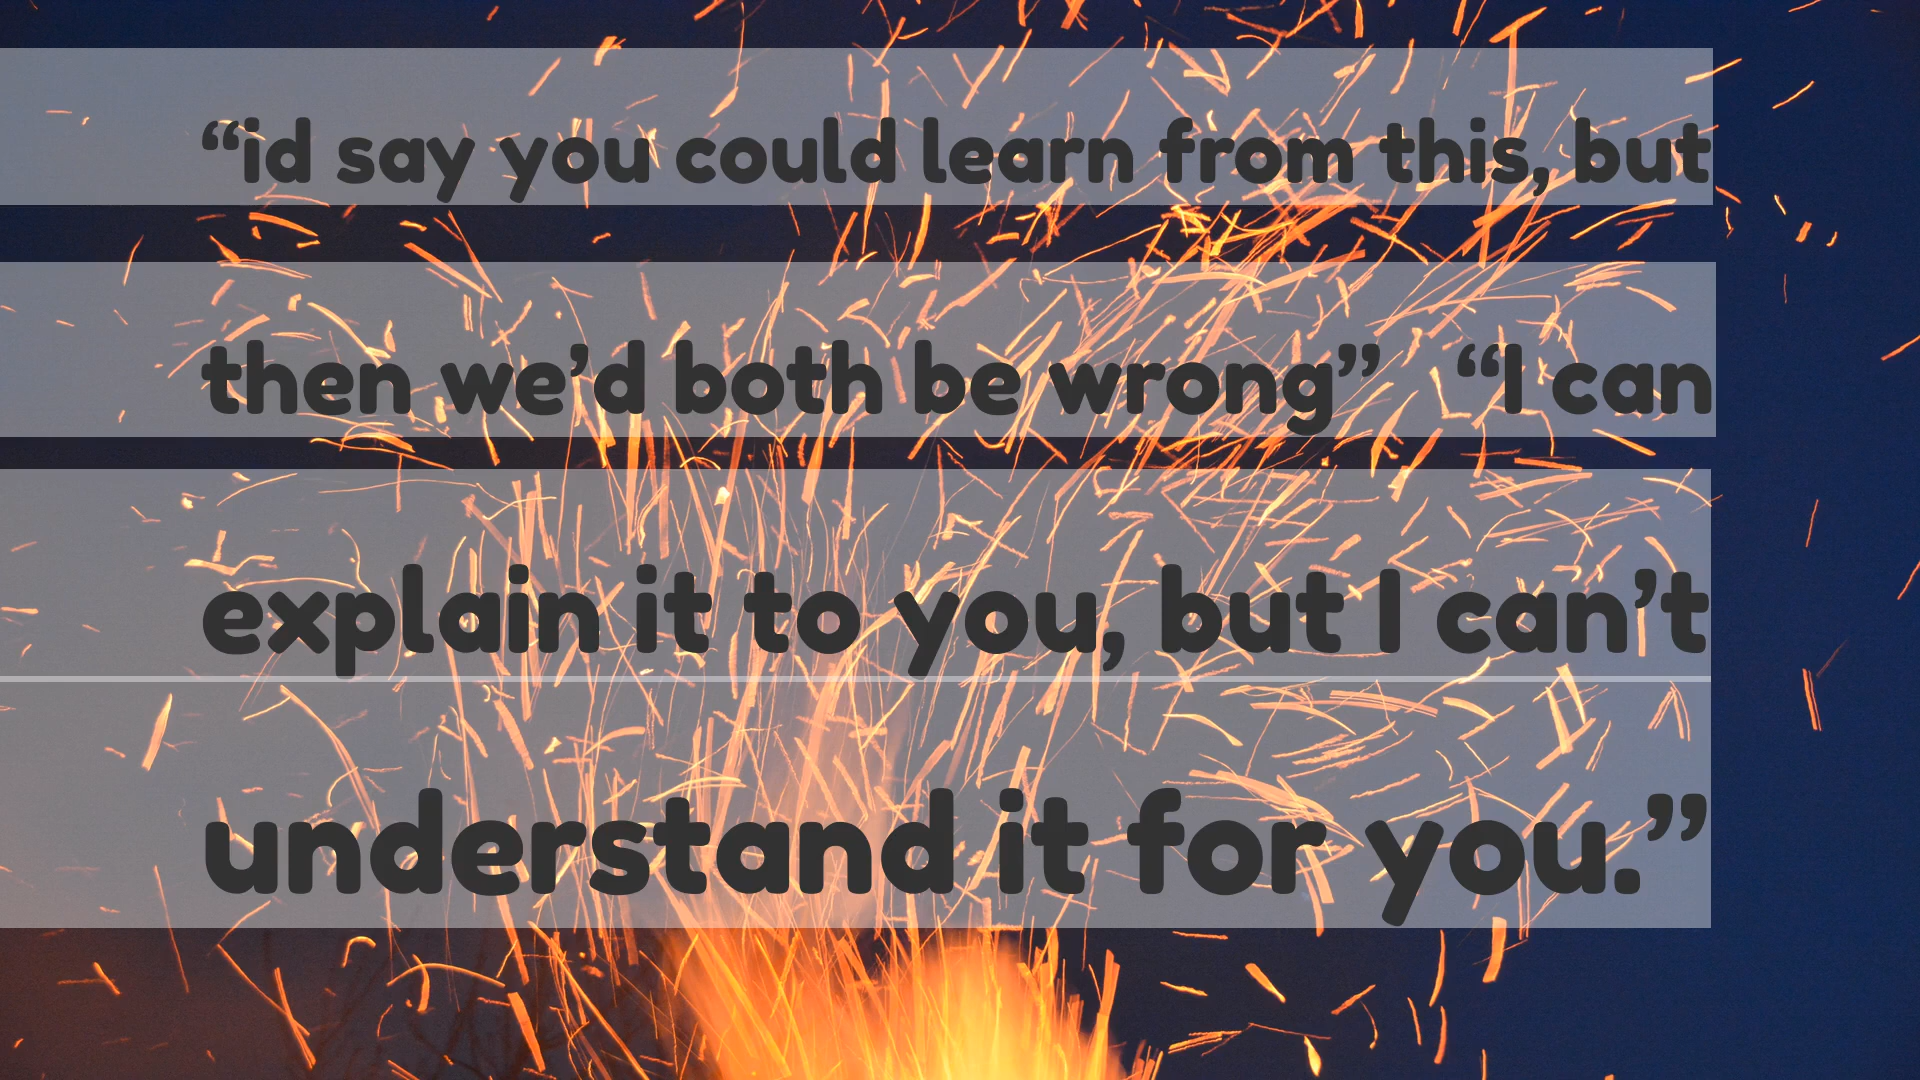 “id say you could learn from this, but
then we’d both be wrong” “I can
explain it to you, but I can’t
understand it for you.”